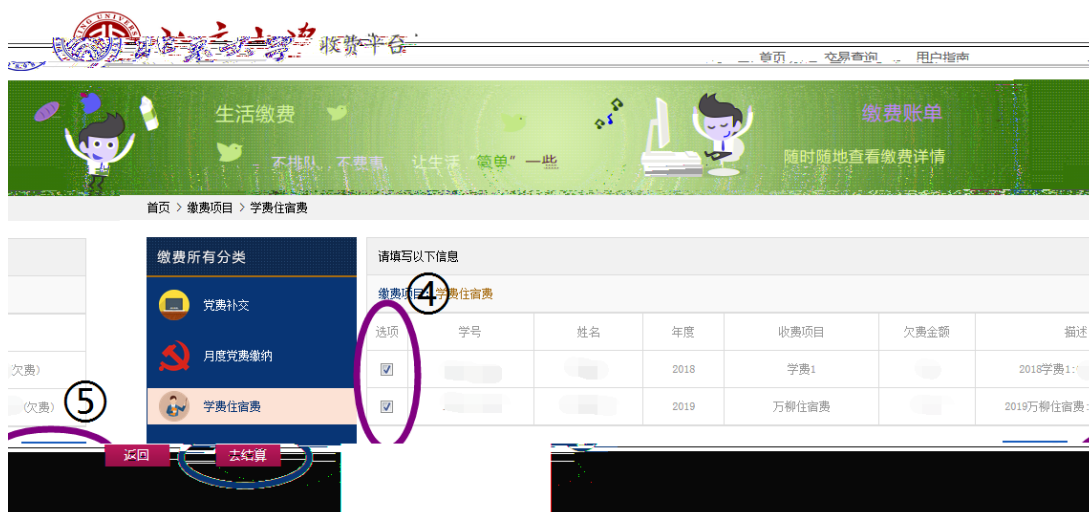 收费平台
首页 交易查询 用户指南
生活缴费
缴费账单
不排队,不费事 让生活“简单”一些
随时随地查看缴费详情
首页 > 缴费项目 > 学费住宿费
缴费所有分类
请填写以下信息
党费补交
缴费项目 ④ 学费住宿费
选项 学号 姓名 年度 收费项目 欠费金额 描述
月度党费缴纳
欠费)
2018 学费1 2018学费1:
学费住宿费
(欠费) ⑤
2019 万柳住宿费 2019万柳住宿费:
返回 去结算